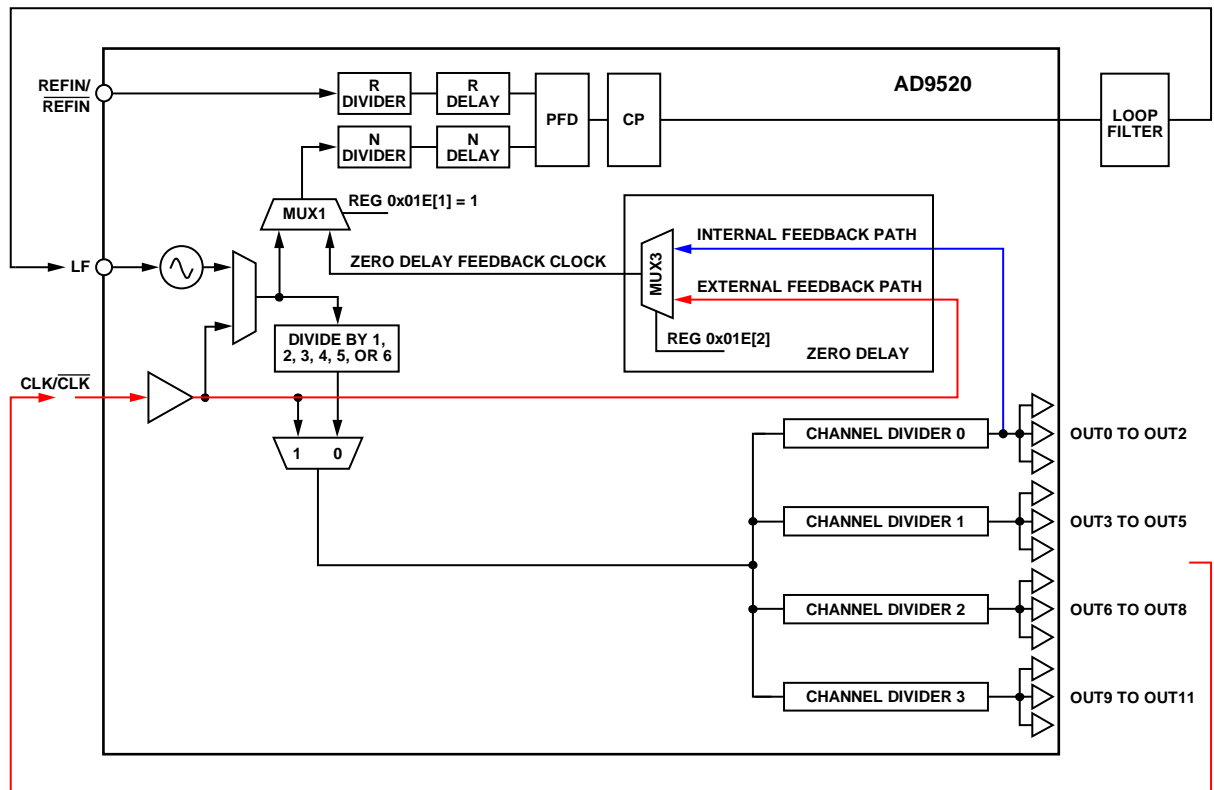 AD9520
REFIN/
REFIN
R
DIVIDER
R
DELAY
PFD
CP
LOOP
FILTER
N
DIVIDER
N
DELAY
REG 0x01E[1] = 1
MUX1
INTERNAL FEEDBACK PATH
LF
ZERO DELAY FEEDBACK CLOCK
MUX3
EXTERNAL FEEDBACK PATH
DIVIDE BY 1,
2, 3, 4, 5, OR 6
REG 0x01E[2]
ZERO DELAY
CLK/CLK
1 0
CHANNEL DIVIDER 0
OUT0 TO OUT2
CHANNEL DIVIDER 1
OUT3 TO OUT5
CHANNEL DIVIDER 2
OUT6 TO OUT8
CHANNEL DIVIDER 3
OUT9 TO OUT11